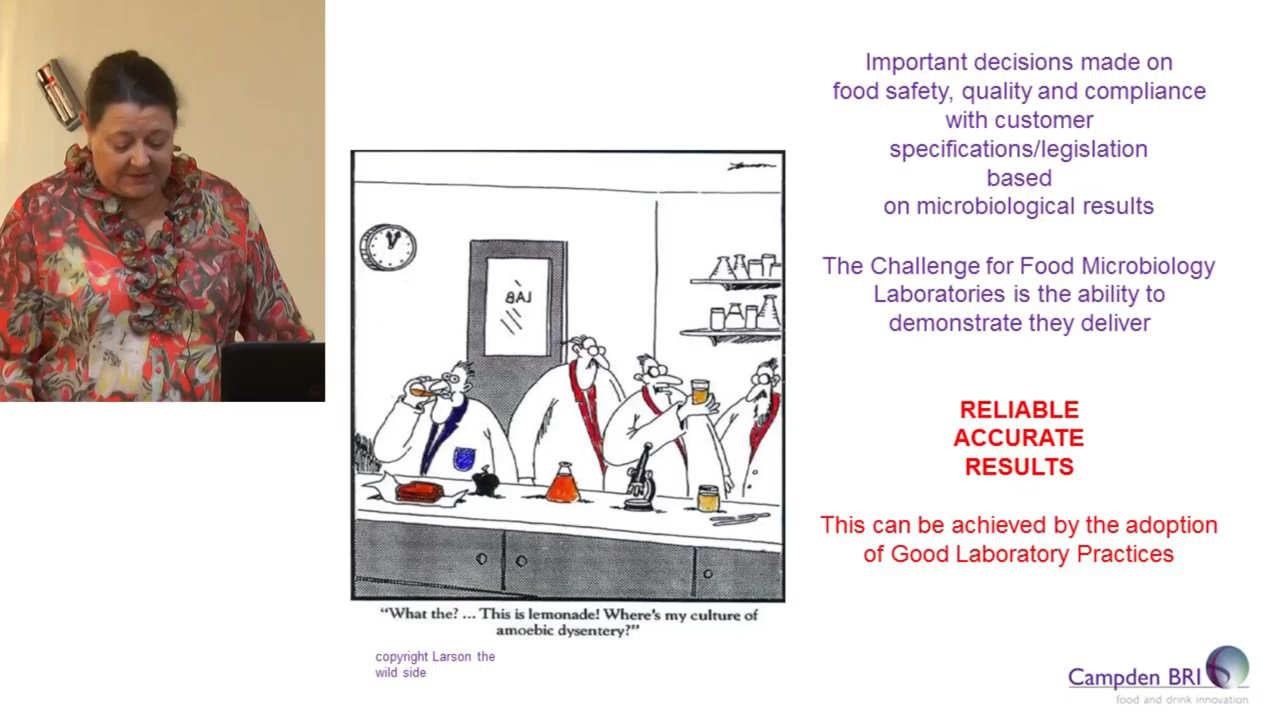 Important decisions made on
food safety, quality and compliance
with customer
specifications/legislation
based
on microbiological results
The Challenge for Food Microbiology
Laboratories is the ability to
demonstrate they deliver
RELIABLE
ACCURATE
RESULTS
This can be achieved by the adoption
of Good Laboratory Practices
Larson
LAB
“What the? ... This is lemonade! Where's my culture of
amoebic dysentery?”
copyright Larson the
wild side
Campden BRI
food and drink innovation